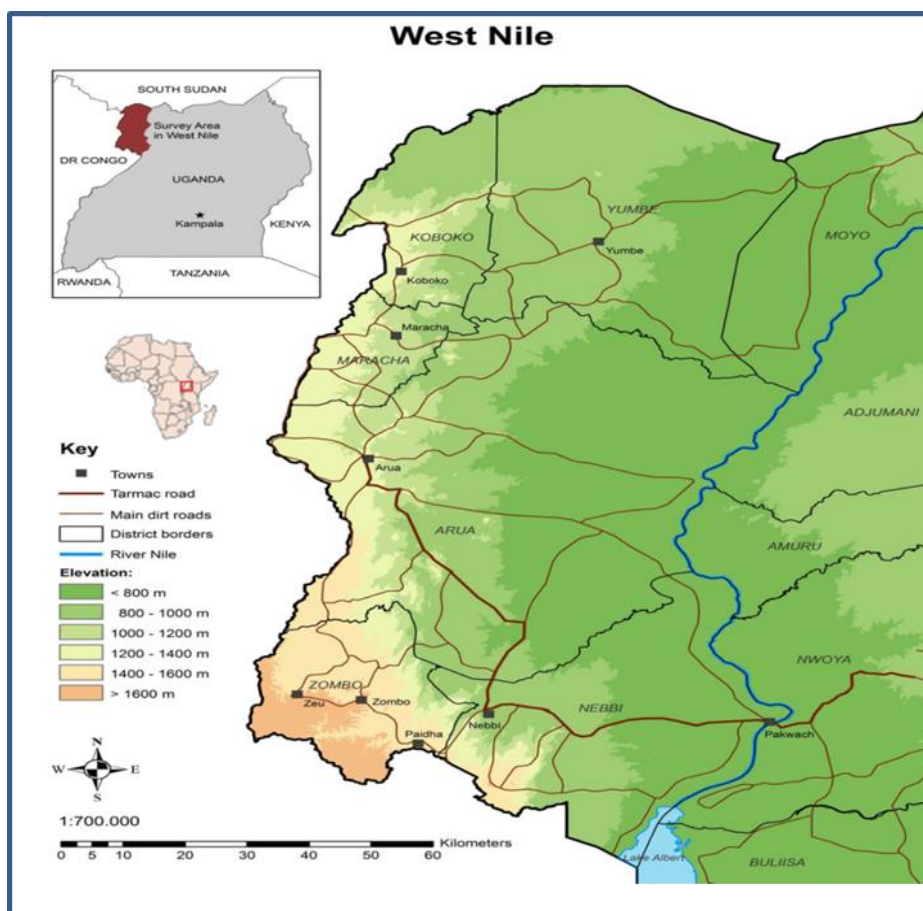 West Nile
SOUTH SUDAN
Survey Area
in West Nile
DR CONGO
UGANDA
Kampala
KENYA
TANZANIA
RWANDA
Key
Towns
Tarmac road
Main dirt roads
District borders
River Nile
Elevation:
< 800 m
800 - 1000 m
1000 - 1200 m
1200 - 1400 m
1400 - 1600 m
> 1600 m
N
W
E
S
1:700.000
Kilometers
0 5 10 20 30 40 50 60
YUMBE
Yumbe
MOYO
KOBOKO
Koboko
Maracha
MARACHA
ADJUMANI
Arua
ARUA
AMURU
NWOYA
ZOMBO
Zeu
Zombo
NEBBI
Nebbi
Pakwach
Paidha
Lake Albert
BULIISA